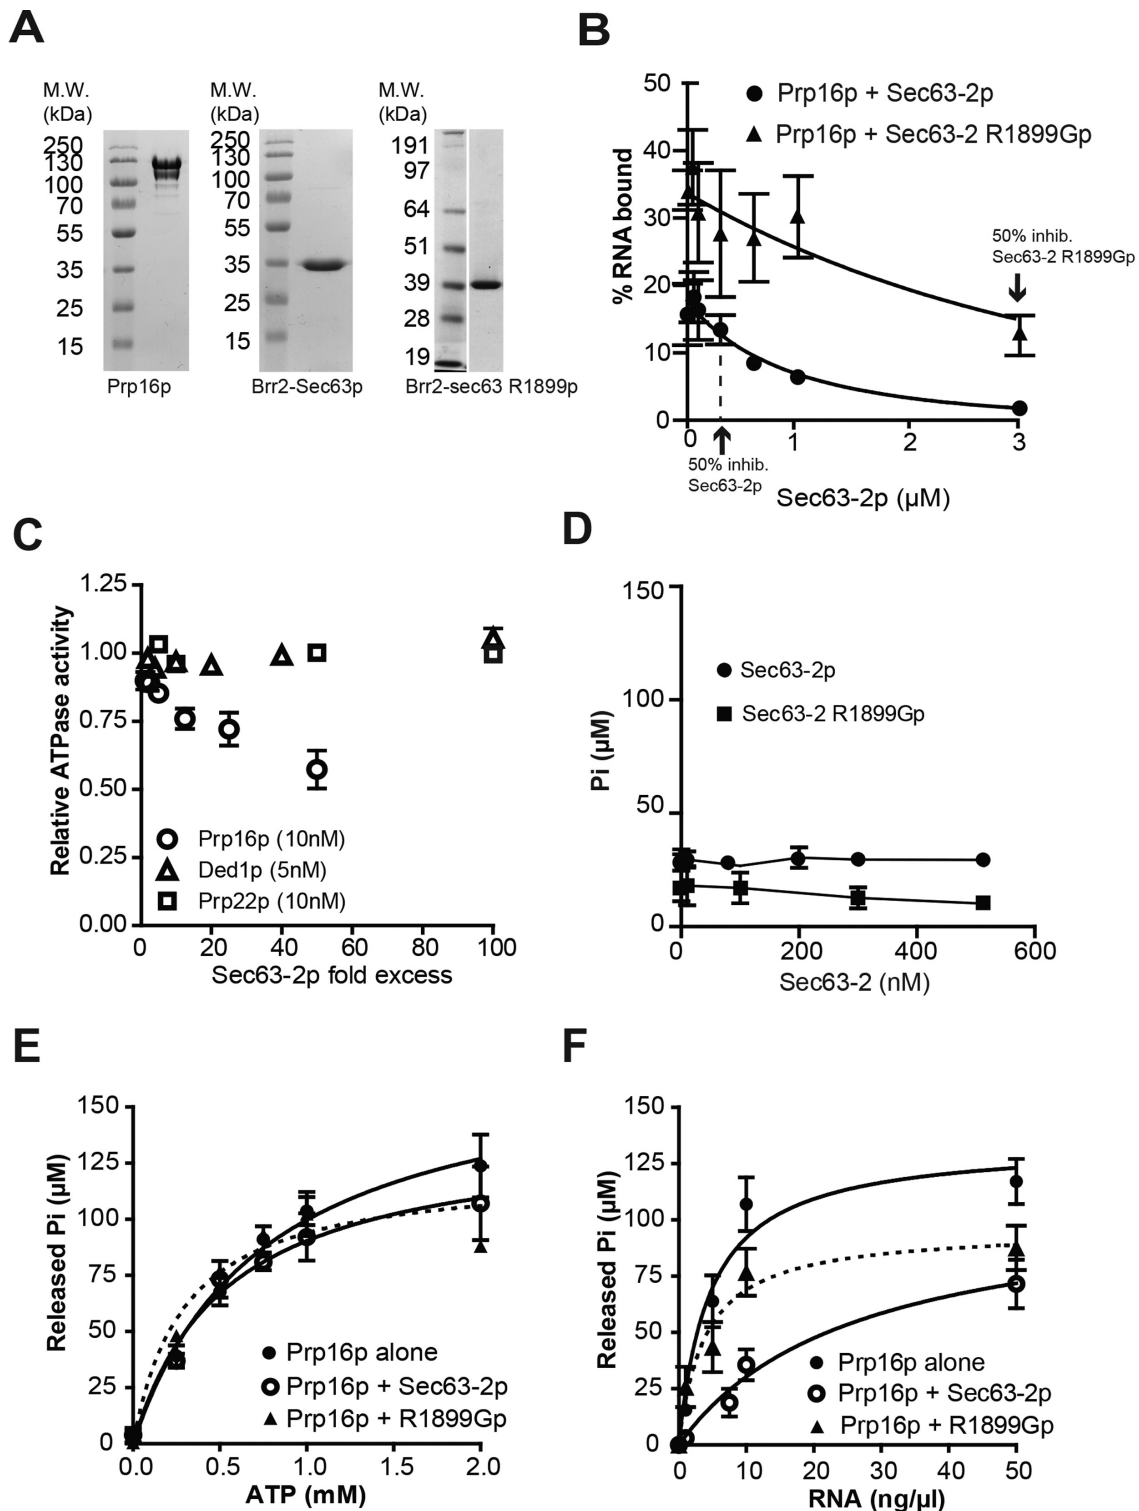 A
M.W.
(kDa)
250
130
100
70
55
35
25
15
Prp16p
M.W.
(kDa)
250
130
100
70
55
35
25
15
Brr2-Sec63p
M.W.
(kDa)
191
97
64
51
39
28
19
Brr2-sec63 R1899p
B
50
40
30
20
10
0
% RNA bound
Prp16p + Sec63-2p
Prp16p + Sec63-2 R1899Gp
50% inhib.
Sec63-2 R1899Gp
0 1 2 3
50% inhib.
Sec63-2p
Sec63-2p (µM)
C
1.25
1.00
0.75
0.50
0.25
0.00
Relative ATPase activity
Prp16p (10nM)
Ded1p (5nM)
Prp22p (10nM)
0 20 40 60 80 100
Sec63-2p fold excess
D
150
100
50
0
Pi (µM)
Sec63-2p
Sec63-2 R1899Gp
0 200 400 600
Sec63-2 (nM)
E
150
125
100
75
50
25
0
Released Pi (µM)
Prp16p alone
Prp16p + Sec63-2p
Prp16p + R1899Gp
0.0 0.5 1.0 1.5 2.0
ATP (mM)
F
150
125
100
75
50
25
0
Released Pi (µM)
Prp16p alone
Prp16p + Sec63-2p
Prp16p + R1899Gp
0 10 20 30 40 50
RNA (ng/µl)